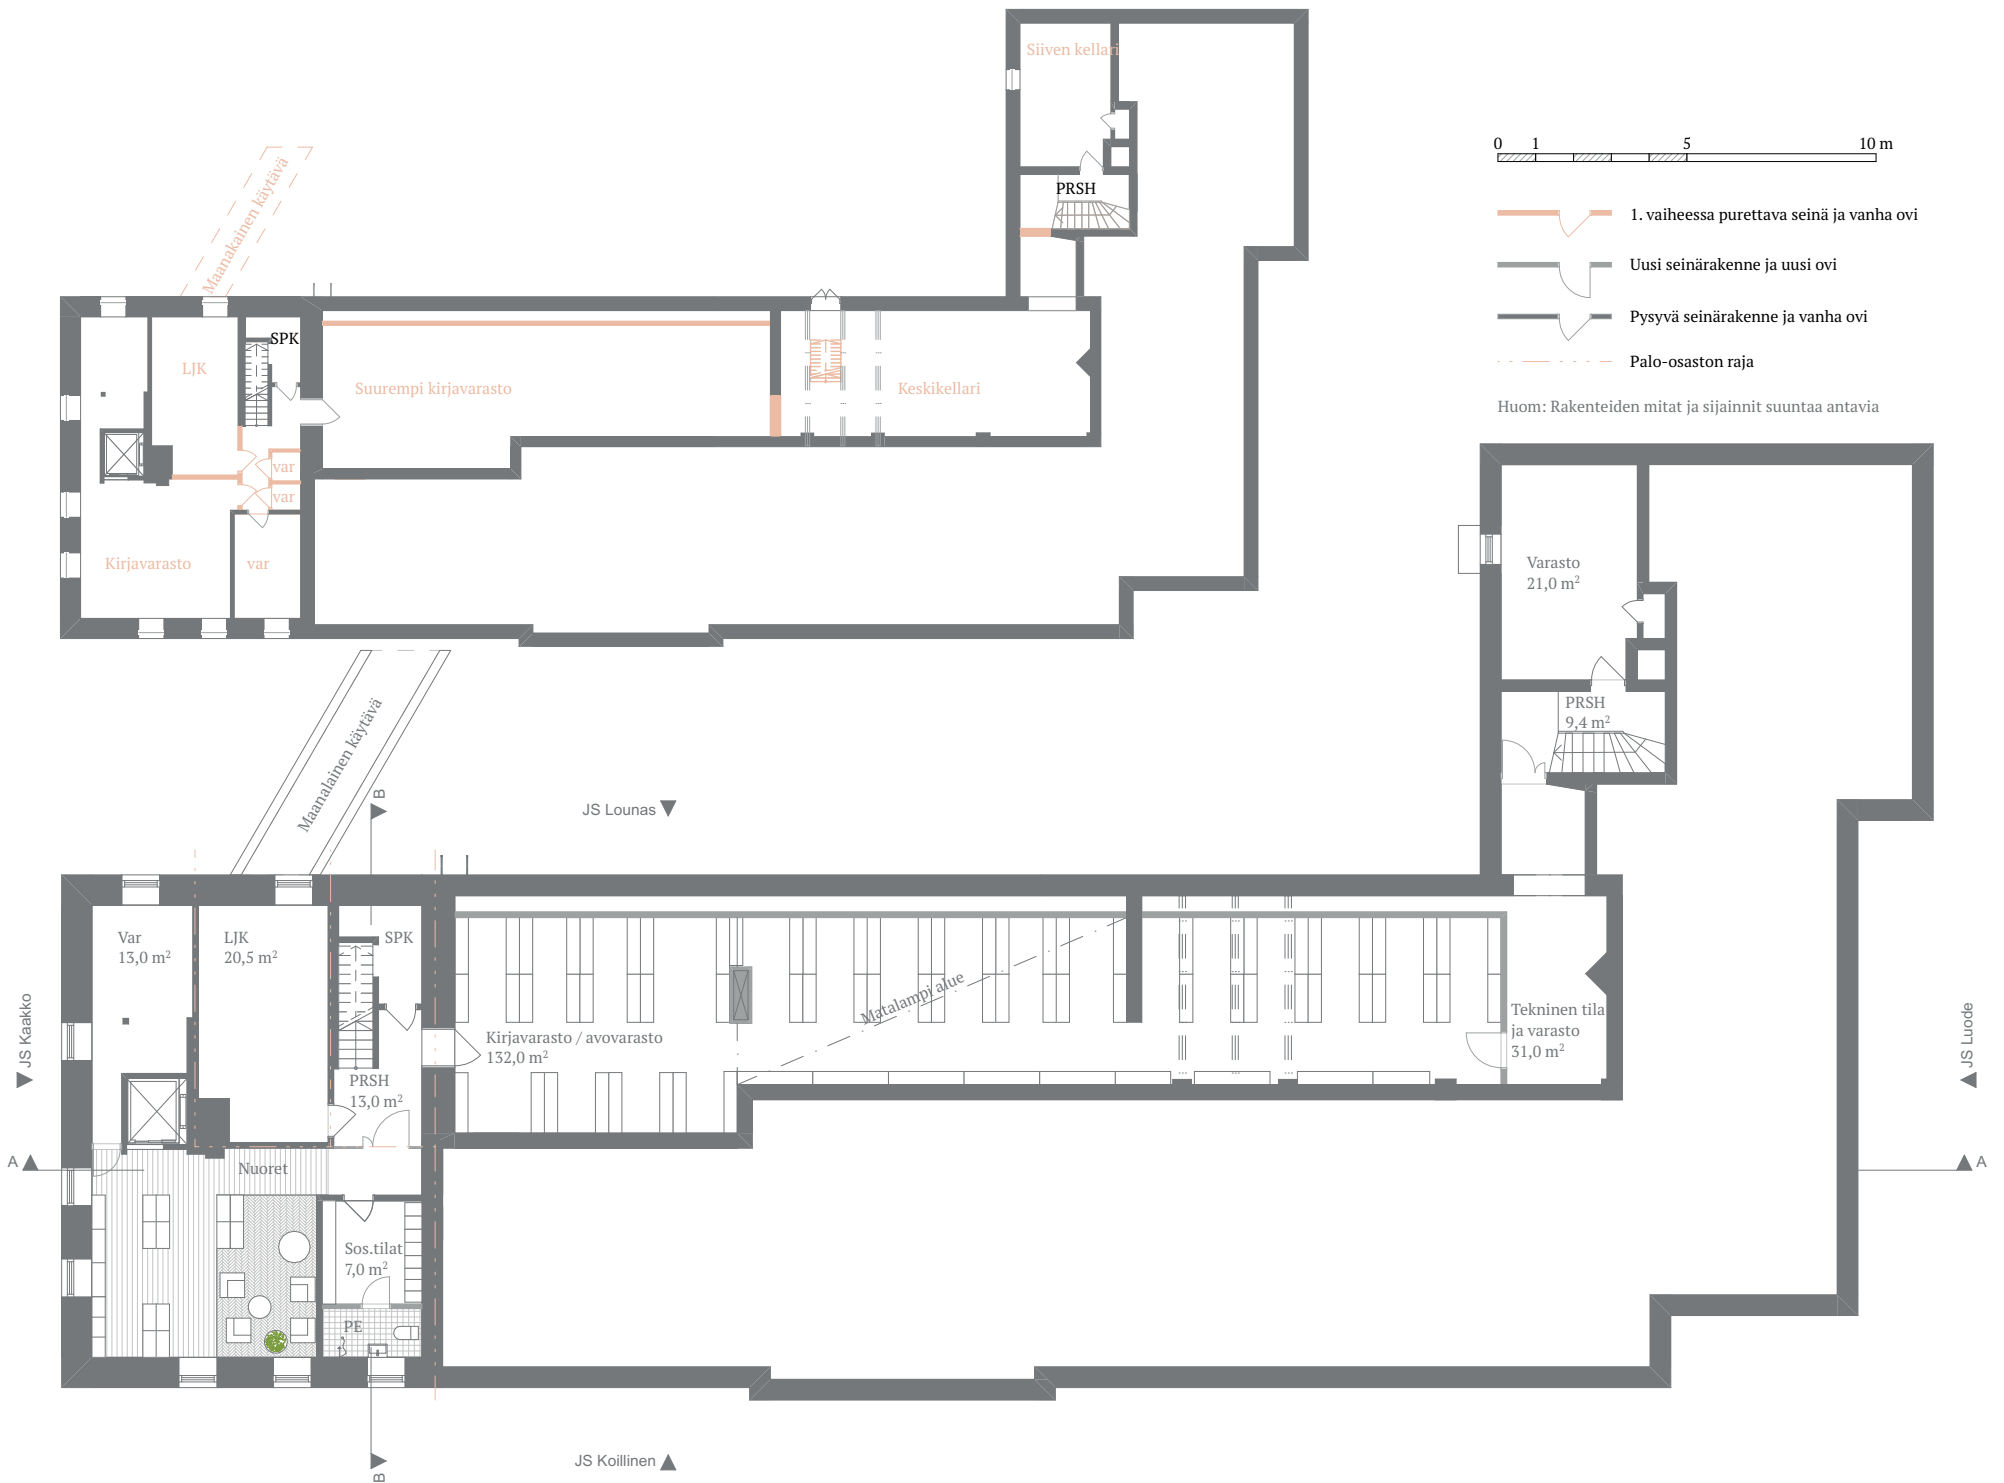 Siiven kellari
PRSH
0 1 5 10 m
1. vaiheessa purettava seinä ja vanha ovi
Uusi seinärakenne ja uusi ovi
Pysyvä seinärakenne ja vanha ovi
Palo-osaston raja
Huom: Rakenteiden mitat ja sijainnit suuntaa antavia
Maanakainen käytävä
LJK
SPK
Suurempi kirjavarasto
Keskikellari
var
var
Kirjavarasto
var
Maanalainen käytävä
B
JS Lounas
Varasto
21,0 m²
PRSH
9,4 m²
JS Kaakko
Var
13,0 m²
LJK
20,5 m²
SPK
PRSH
13,0 m²
Kirjavarasto / avovarasto
132,0 m²
Matalampi alue
Tekninen tila
ja varasto
31,0 m²
JS Luode
A
A
Nuoret
Sos.tilat
7,0 m²
PE
B
JS Koillinen